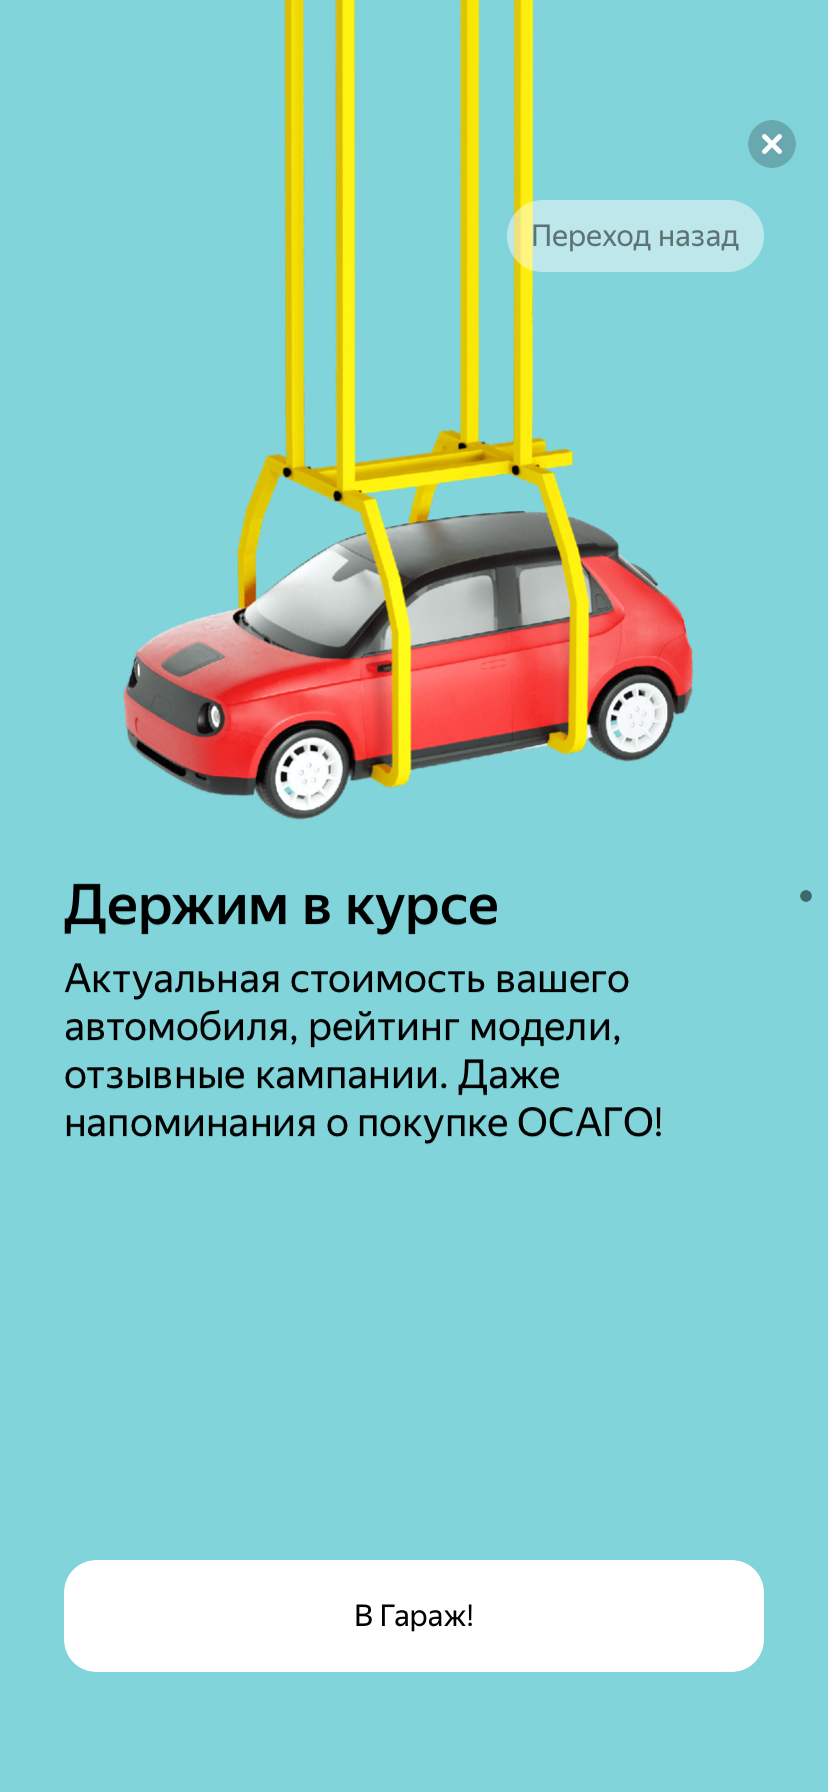 Переход назад
Держим в курсе
Актуальная стоимость вашего
автомобиля, рейтинг модели,
отзывные кампании. Даже
напоминания о покупке ОСАГО!
В Гараж!